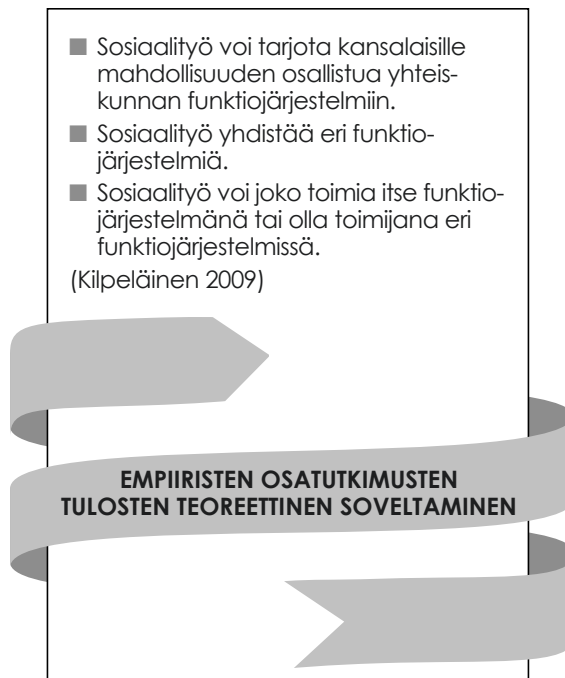 ■ Sosiaalityö voi tarjota kansalaisille
mahdollisuuden osallistua yhteis-
kunnan funktiojärjestelmiin.
■ Sosiaalityö yhdistää eri funktio-
järjestelmiä.
■ Sosiaalityö voi joko toimia itse funktio-
järjestelmänä tai olla toimijana eri
funktiojärjestelmissä.
(Kilpeläinen 2009)
EMPIIRISTEN OSATUTKIMUSTEN
TULOSTEN TEOREETTINEN SOVELTAMINEN